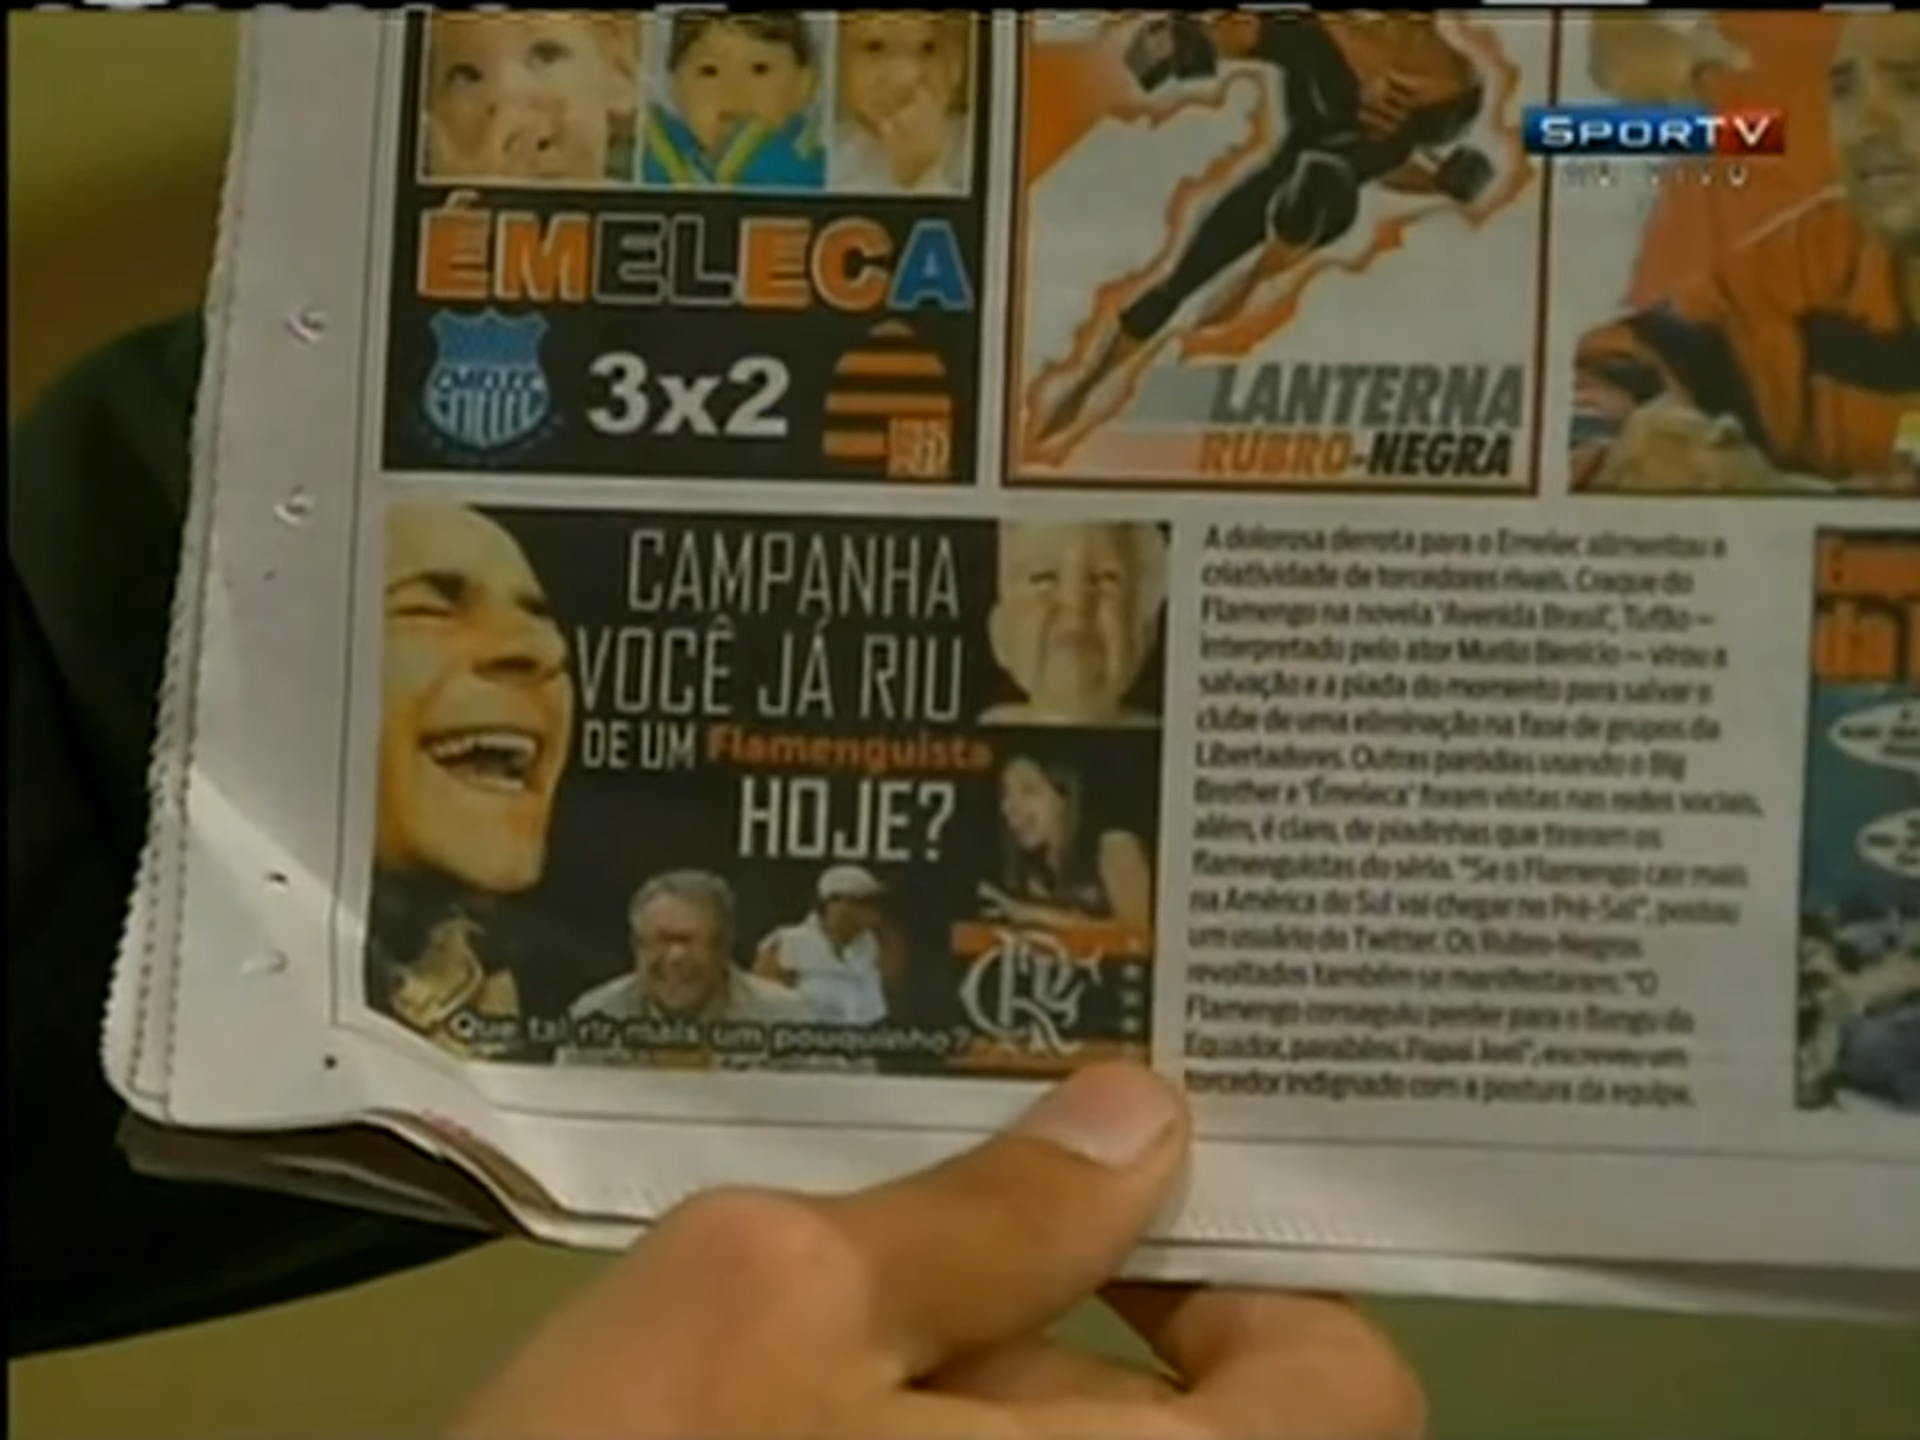 SPORTV
AO VIVO
ÉMELECA
EMELEC
3x2
LANTERNA
RUBRO-NEGRA
CAMPANHA
VOCÊ JÁ RIU
DE UM Flamenguista
HOJE?
Que tal rir mais um pouquinho?
A dolorosa derrota para o Emelec alimentou a
criatividade de torcedores rivais. Craque do
Flamengo na novela 'Avenida Brasil', Tufão —
interpretado pelo ator Murilo Benício — virou a
salvação e a piada do momento para salvar o
clube de uma eliminação na fase de grupos da
Libertadores. Outras paródias usando o Big
Brother e 'Émeleca' foram vistas nas redes sociais,
além, é claro, de piadinhas que tiraram os
flamenguistas do sério. "Se o Flamengo cair mais
na América do Sul vai chegar no Pré-Sal", postou
um usuário do Twitter. Os Rubro-Negros
revoltados também se manifestaram: "O
Flamengo conseguiu perder para o Bangu do
Equador, parabéns Papai Joel", escreveu um
torcedor indignado com a postura da equipe.